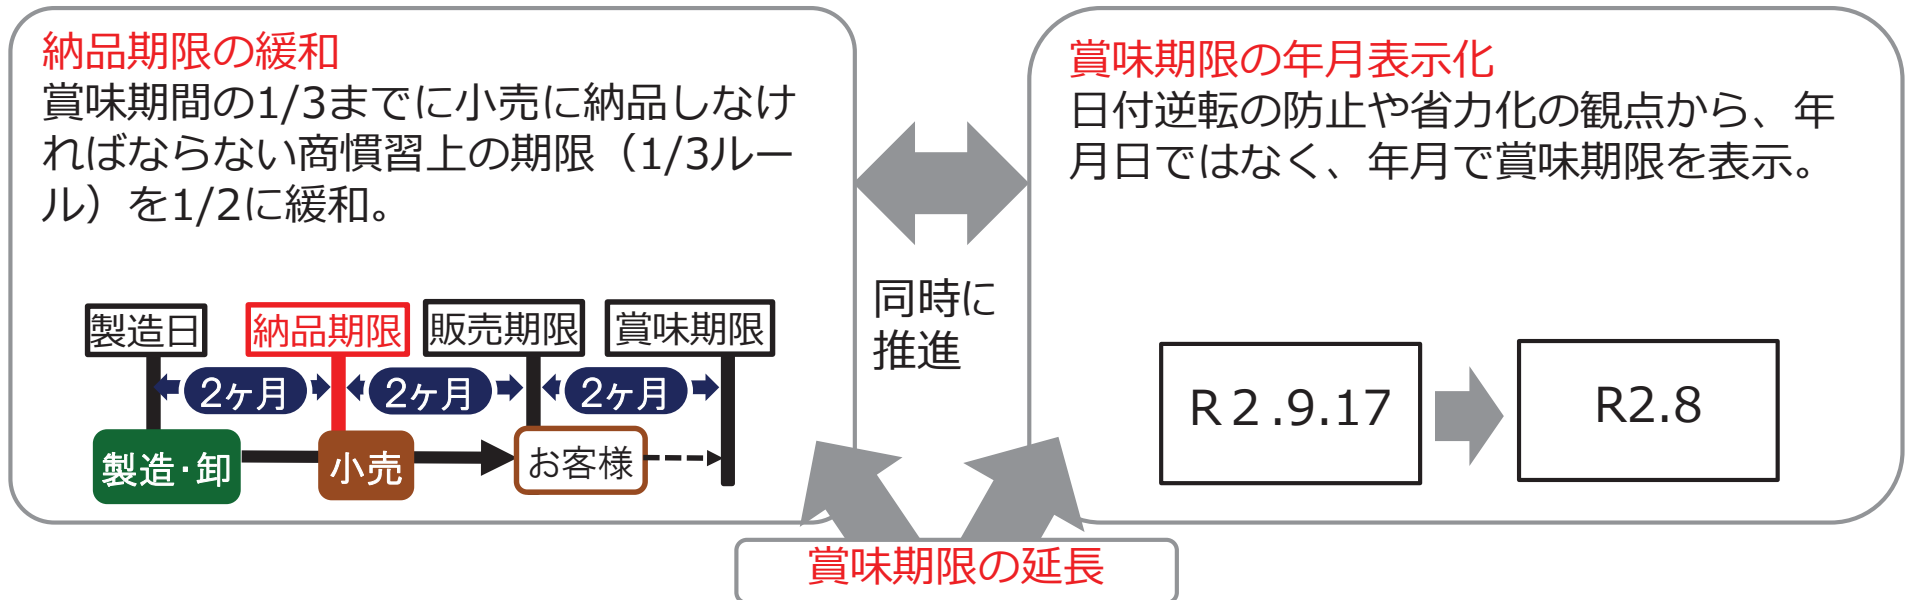 納品期限の緩和
賞味期間の1/3までに小売に納品しなけ
ればならない商慣習上の期限（1/3ルー
ル）を1/2に緩和。
製造日
納品期限
販売期限
賞味期限
2ヶ月
2ヶ月
2ヶ月
製造・卸
小売
お客様
同時に
推進
賞味期限の年月表示化
日付逆転の防止や省力化の観点から、年
月日ではなく、年月で賞味期限を表示。
R２.9.17
R2.8
賞味期限の延長